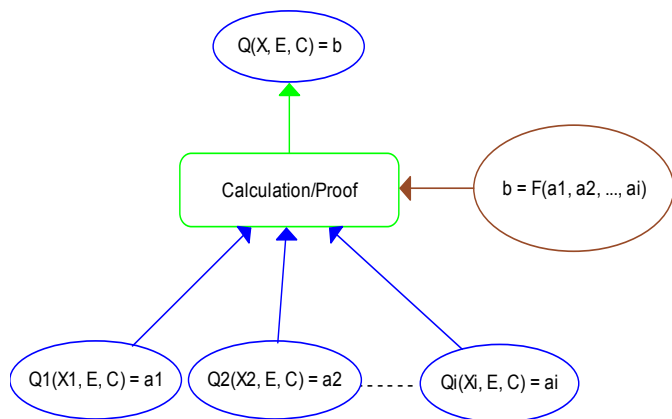 Q(X, E, C) = b
Calculation/Proof
b = F(a1, a2, ..., ai)
Q1(X1, E, C) = a1
Q2(X2, E, C) = a2
Qi(Xi, E, C) = ai